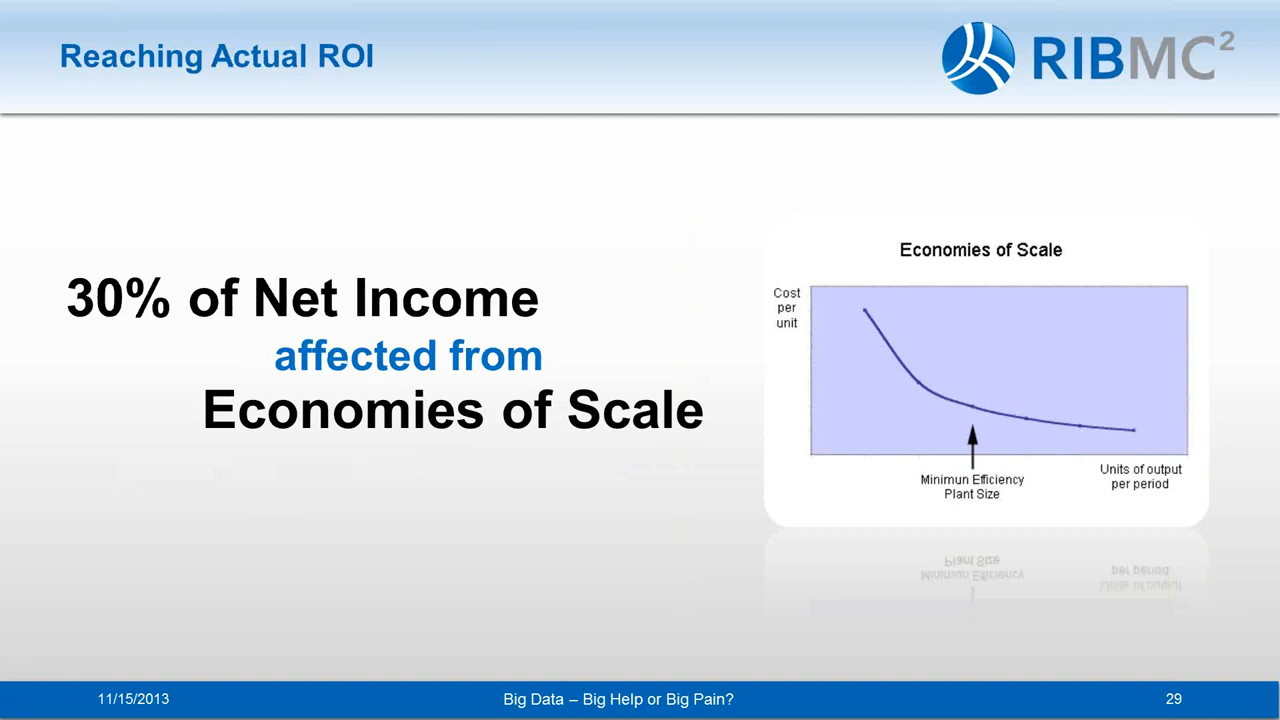 Reaching Actual ROI
RIBMC²
30% of Net Income
affected from
Economies of Scale
Economies of Scale
Cost
per
unit
Minimun Efficiency
Plant Size
Units of output
per period
11/15/2013
Big Data – Big Help or Big Pain?
29